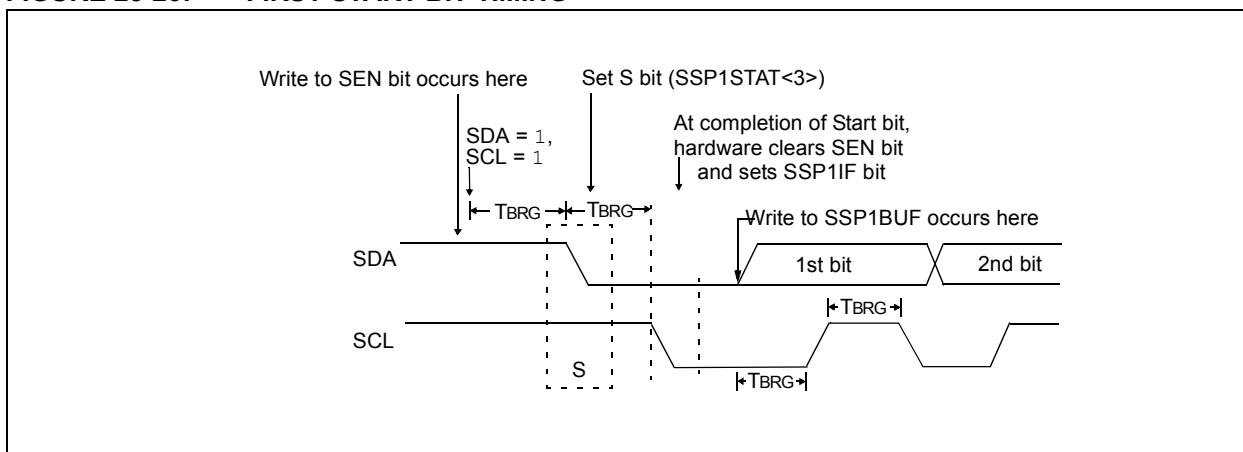 Write to SEN bit occurs here
Set S bit (SSP1STAT<3>)
SDA = 1,
SCL = 1
At completion of Start bit,
hardware clears SEN bit
and sets SSP1IF bit
TBRG
TBRG
Write to SSP1BUF occurs here
SDA
1st bit
2nd bit
TBRG
SCL
S
TBRG